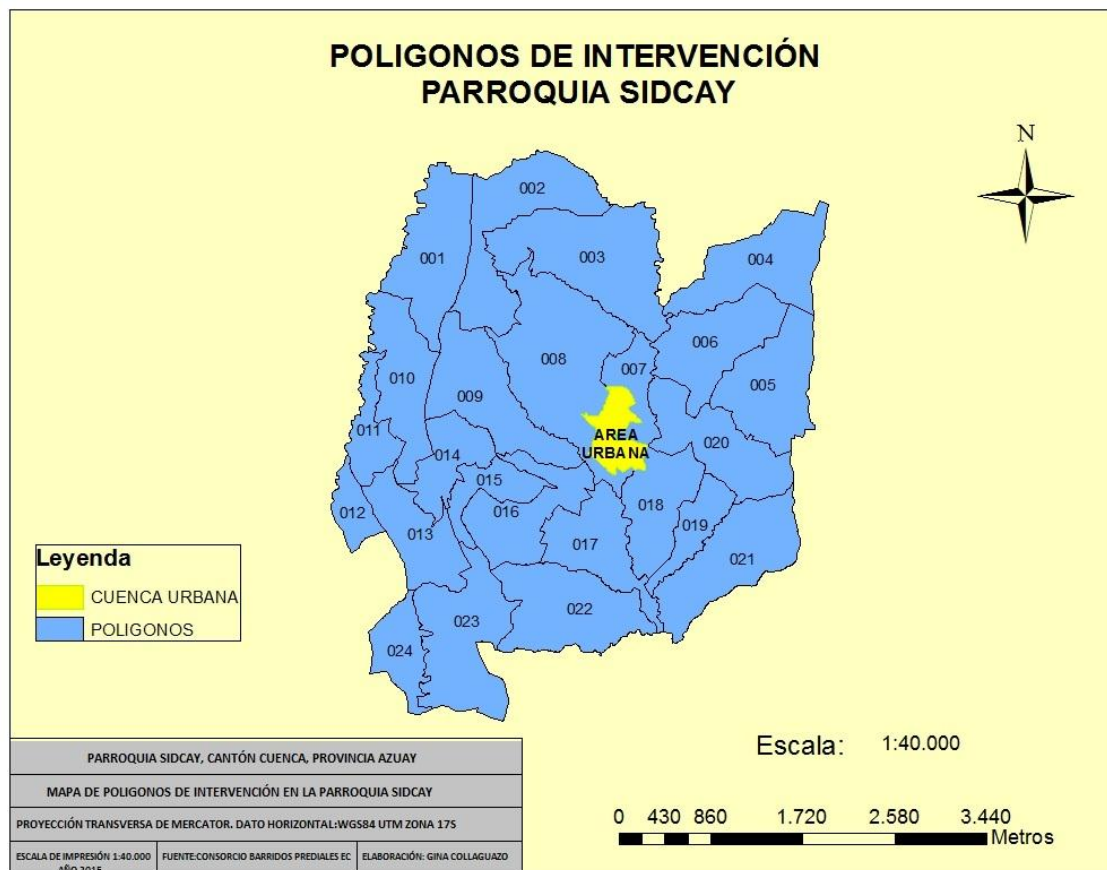 POLIGONOS DE INTERVENCIÓN
PARROQUIA SIDCAY
N
002
001
003
004
006
008
007
005
010
009
011
AREA
URBANA
020
014
015
012
016
018
013
019
017
021
022
023
024
Leyenda
CUENCA URBANA
POLIGONOS
Escala: 1:40.000
0 430 860 1.720 2.580 3.440
Metros
PARROQUIA SIDCAY, CANTÓN CUENCA, PROVINCIA AZUAY
MAPA DE POLIGONOS DE INTERVENCIÓN EN LA PARROQUIA SIDCAY
PROYECCIÓN TRANSVERSA DE MERCATOR. DATO HORIZONTAL:WGS84 UTM ZONA 17S
ESCALA DE IMPRESIÓN 1:40.000
AÑO 2015
FUENTE:CONSORCIO BARRIDOS PREDIALES EC
ELABORACIÓN: GINA COLLAGUAZO